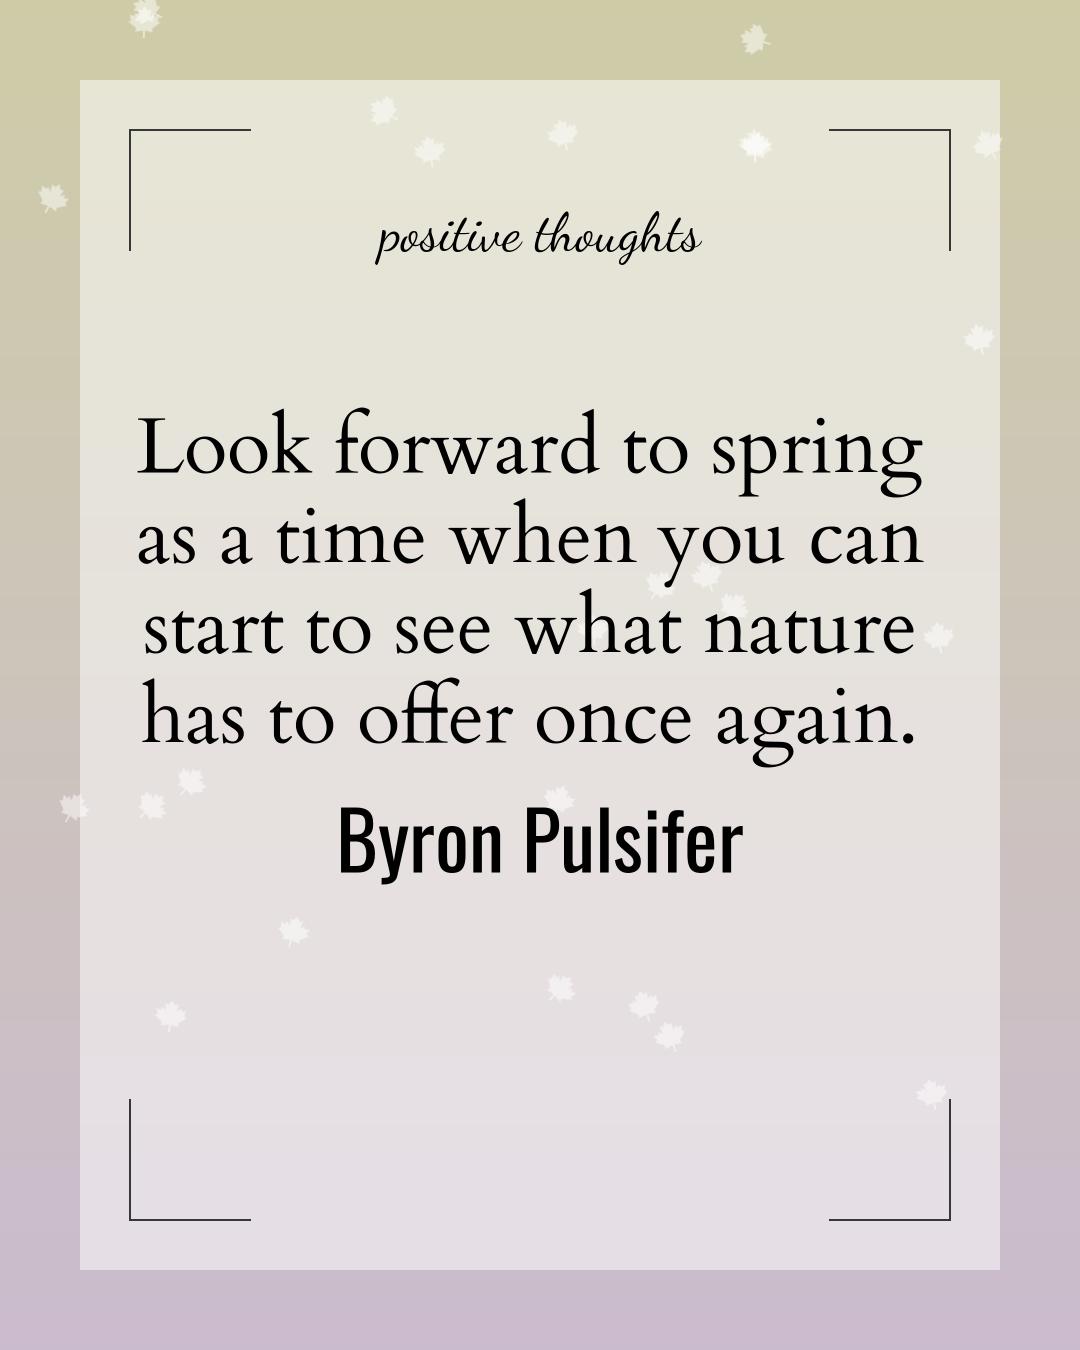 positive thoughts
Look forward to spring
as a time when you can
start to see what nature
has to offer once again.
Byron Pulsifer